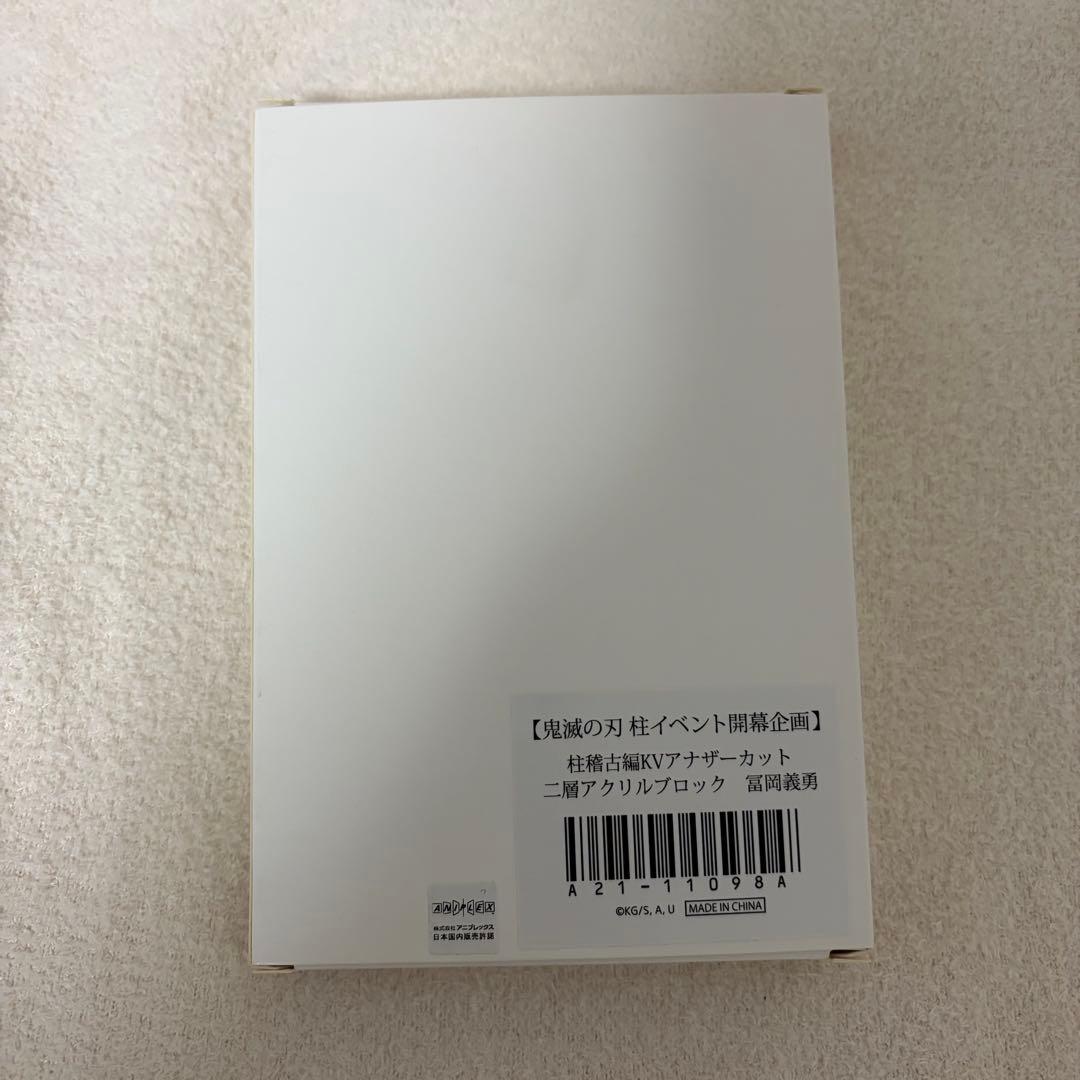 【鬼滅の刃 柱イベント開幕企画】
柱稽古編KVアナザーカット
二層アクリルブロック　冨岡義勇
A21-11098A
©KG/S, A, U MADE IN CHINA
ANIPLEX
株式会社アニプレックス
日本国内販売許諾